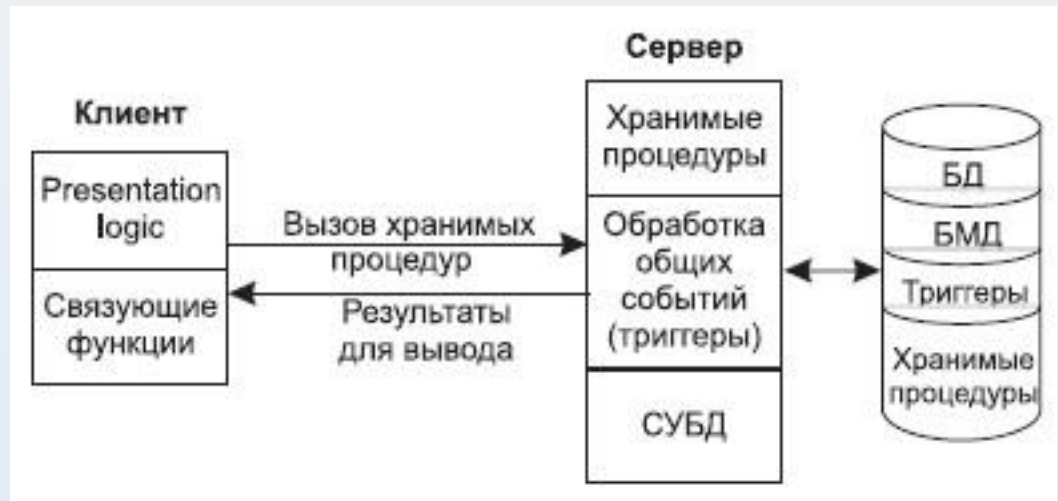 Клиент
Presentation
logic
Связующие
функции
Вызов хранимых
процедур
Результаты
для вывода
Сервер
Хранимые
процедуры
Обработка
общих
событий
(триггеры)
СУБД
БД
БМД
Триггеры
Хранимые
процедуры